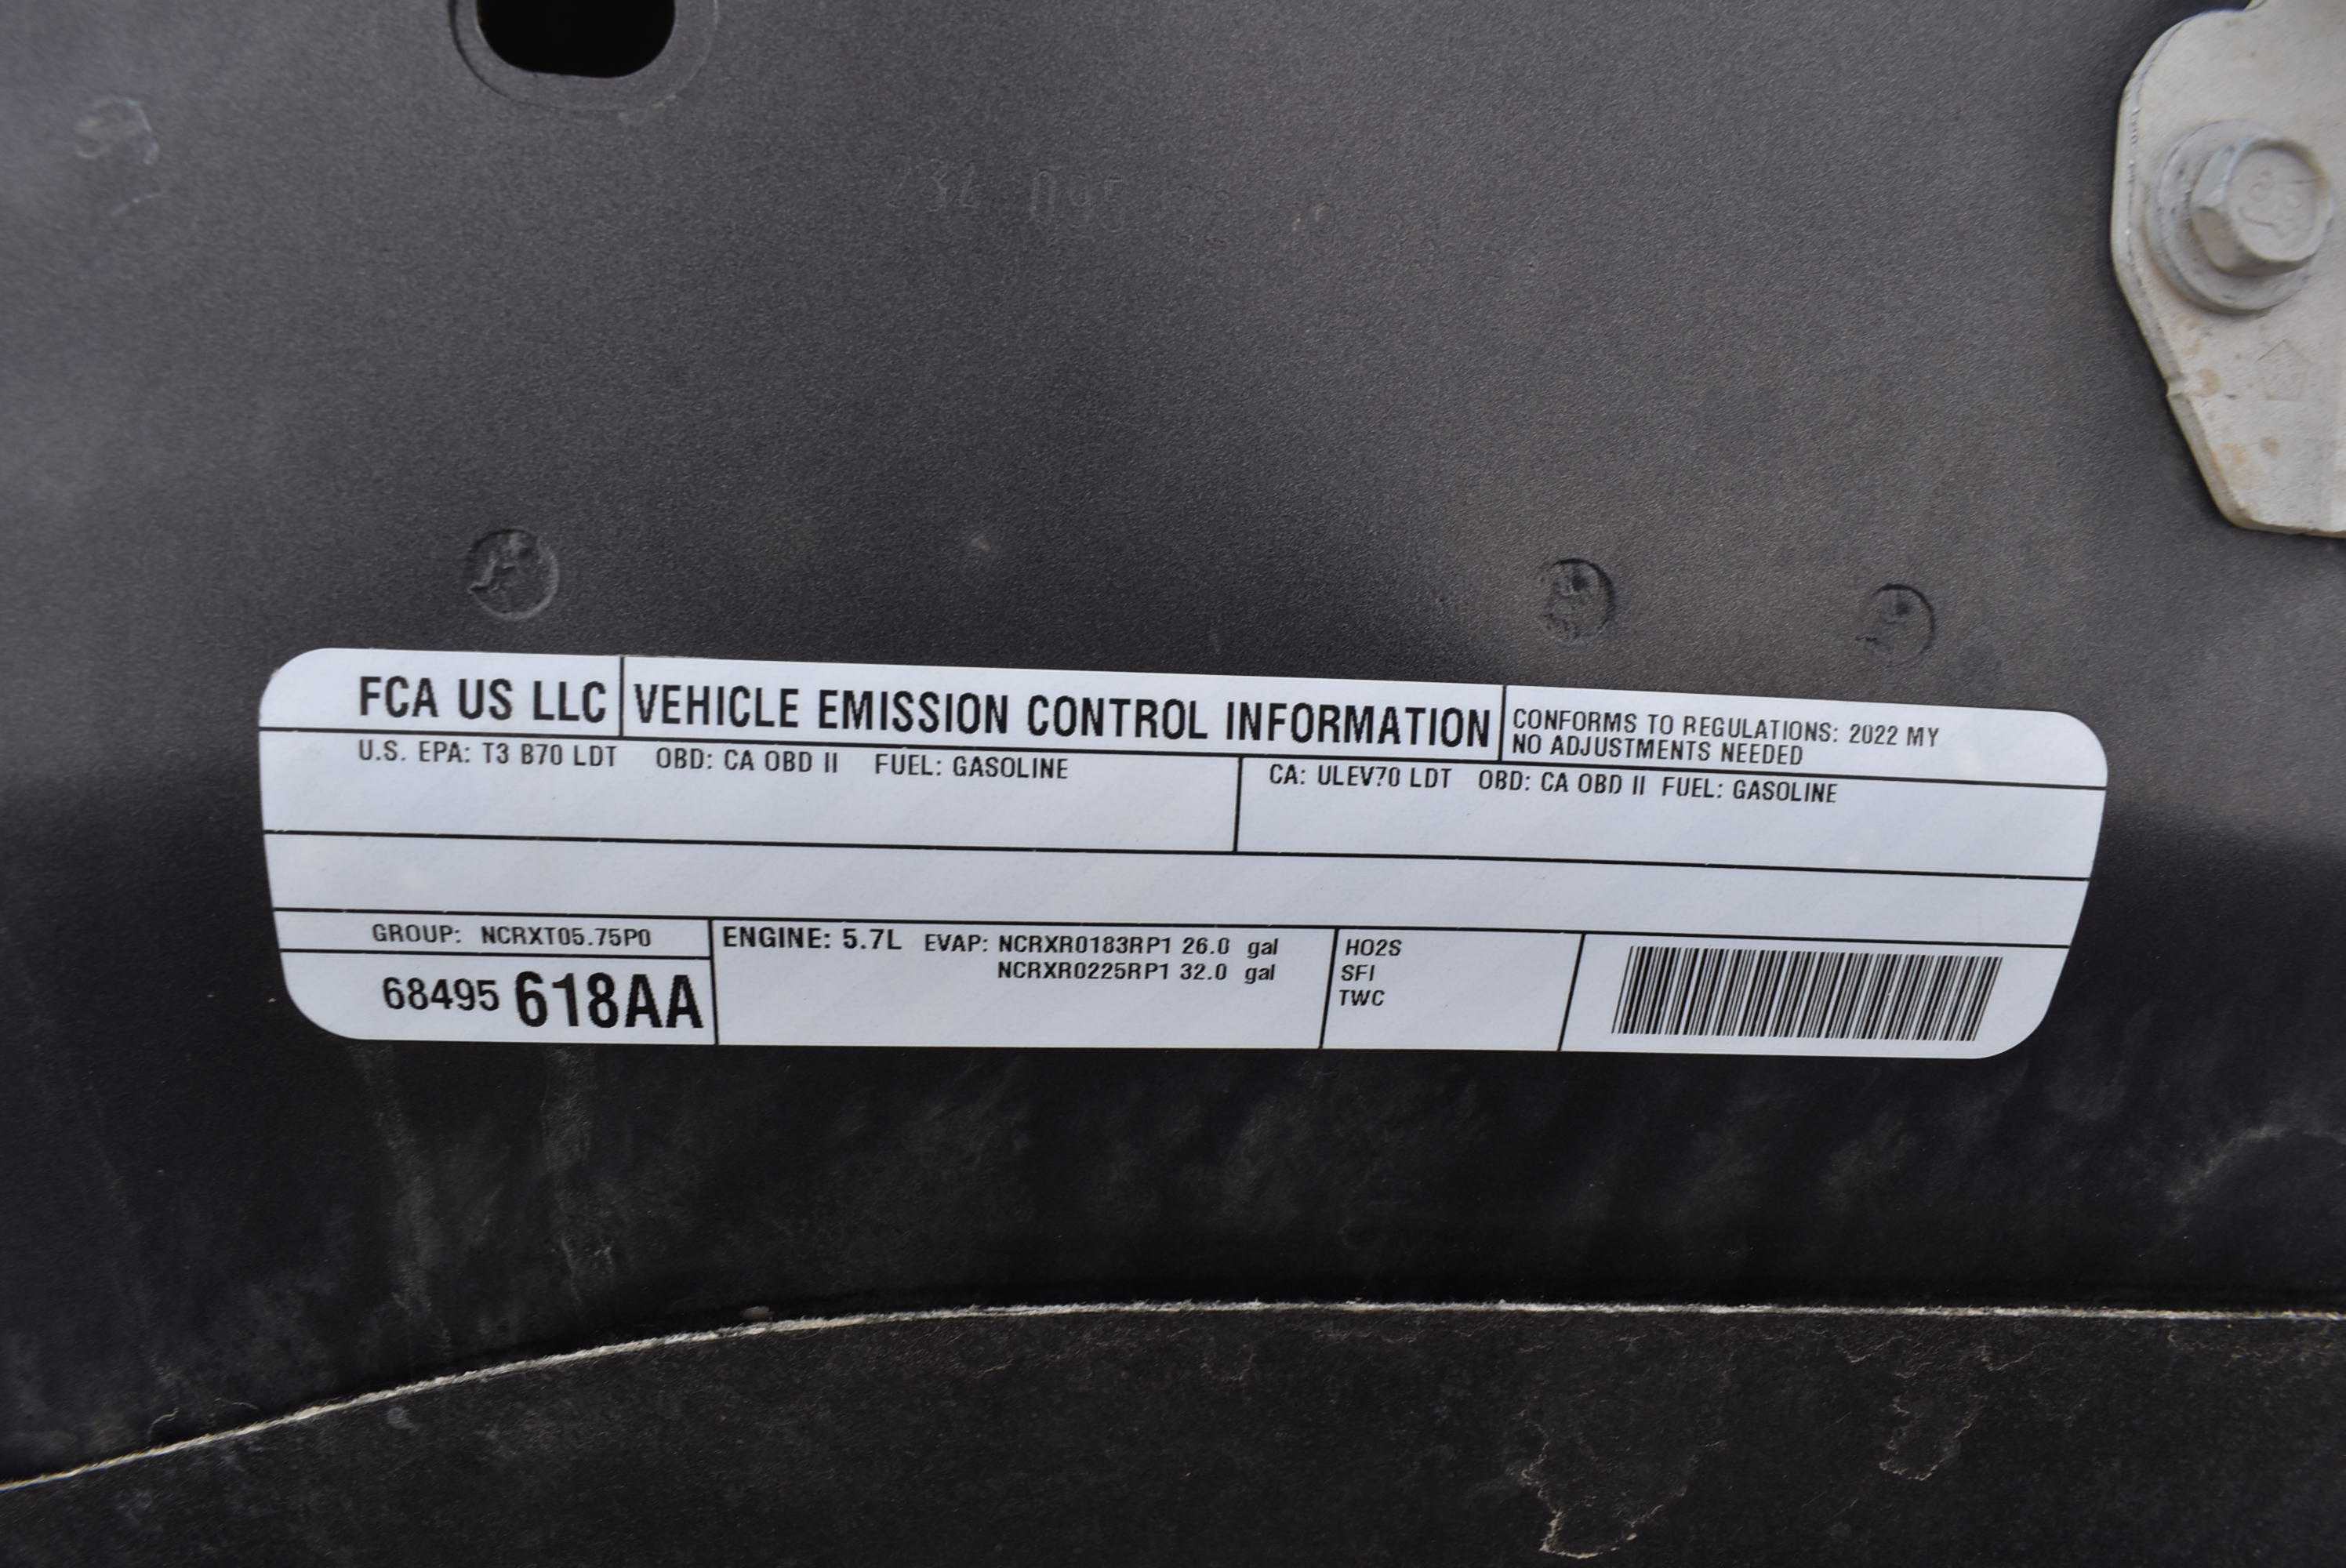 FCA US LLC
VEHICLE EMISSION CONTROL INFORMATION
CONFORMS TO REGULATIONS: 2022 MY
NO ADJUSTMENTS NEEDED
U.S. EPA: T3 B70 LDT OBD: CA OBD II FUEL: GASOLINE
CA: ULEV70 LDT OBD: CA OBD II FUEL: GASOLINE
GROUP: NCRXT05.75P0
68495 618AA
ENGINE: 5.7L EVAP: NCRXR0183RP1 26.0 gal
NCRXR0225RP1 32.0 gal
HO2S
SFI
TWC